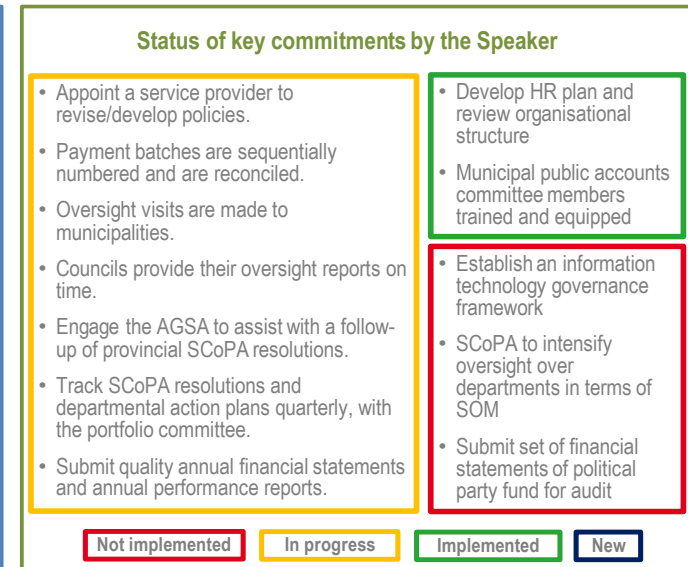 Status of key commitments by the Speaker
• Appoint a service provider to
revise/develop policies.
• Payment batches are sequentially
numbered and are reconciled.
• Oversight visits are made to
municipalities.
• Councils provide their oversight reports on
time.
• Engage the AGSA to assist with a follow-
up of provincial SCoPA resolutions.
• Track SCoPA resolutions and
departmental action plans quarterly, with
the portfolio committee.
• Submit quality annual financial statements
and annual performance reports.
• Develop HR plan and
review organisational
structure
• Municipal public accounts
committee members
trained and equipped
• Establish an information
technology governance
framework
• SCoPA to intensify
oversight over
departments in terms of
SOM
• Submit set of financial
statements of political
party fund for audit
Not implemented
In progress
Implemented
New